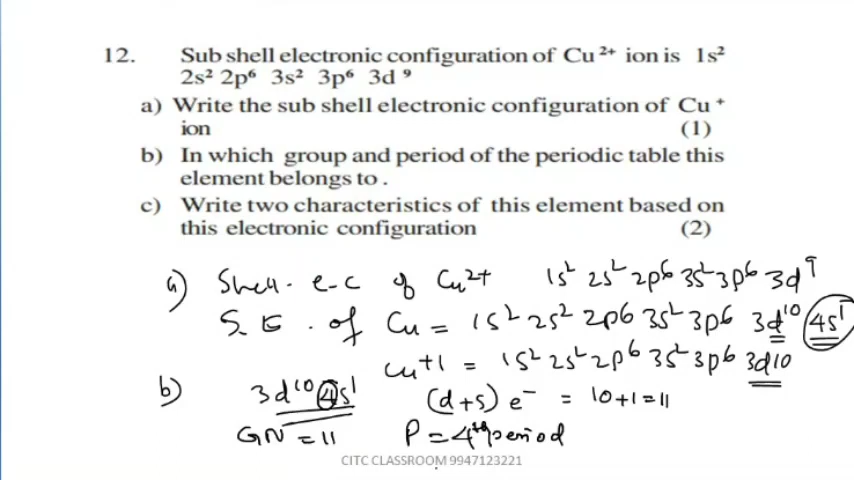 12. Sub shell electronic configuration of Cu ²⁺ ion is 1s²
2s² 2p⁶ 3s² 3p⁶ 3d ⁹
a) Write the sub shell electronic configuration of Cu ⁺
ion (1)
b) In which group and period of the periodic table this
element belongs to .
c) Write two characteristics of this element based on
this electronic configuration (2)
a) Shell. e-c of Cu²⁺ 1s² 2s² 2p⁶ 3s² 3p⁶ 3d⁹
S. E . of Cu = 1s² 2s² 2p6 3s² 3p6 3d¹⁰ 4s¹
Cu⁺¹ = 1s² 2s² 2p⁶ 3s² 3p⁶ 3d10
b) 3d¹⁰ 4s¹ (d+s) e⁻ = 10+1=11
GN = 11 P = 4ᵗʰ period
CITC CLASSROOM 9947123221